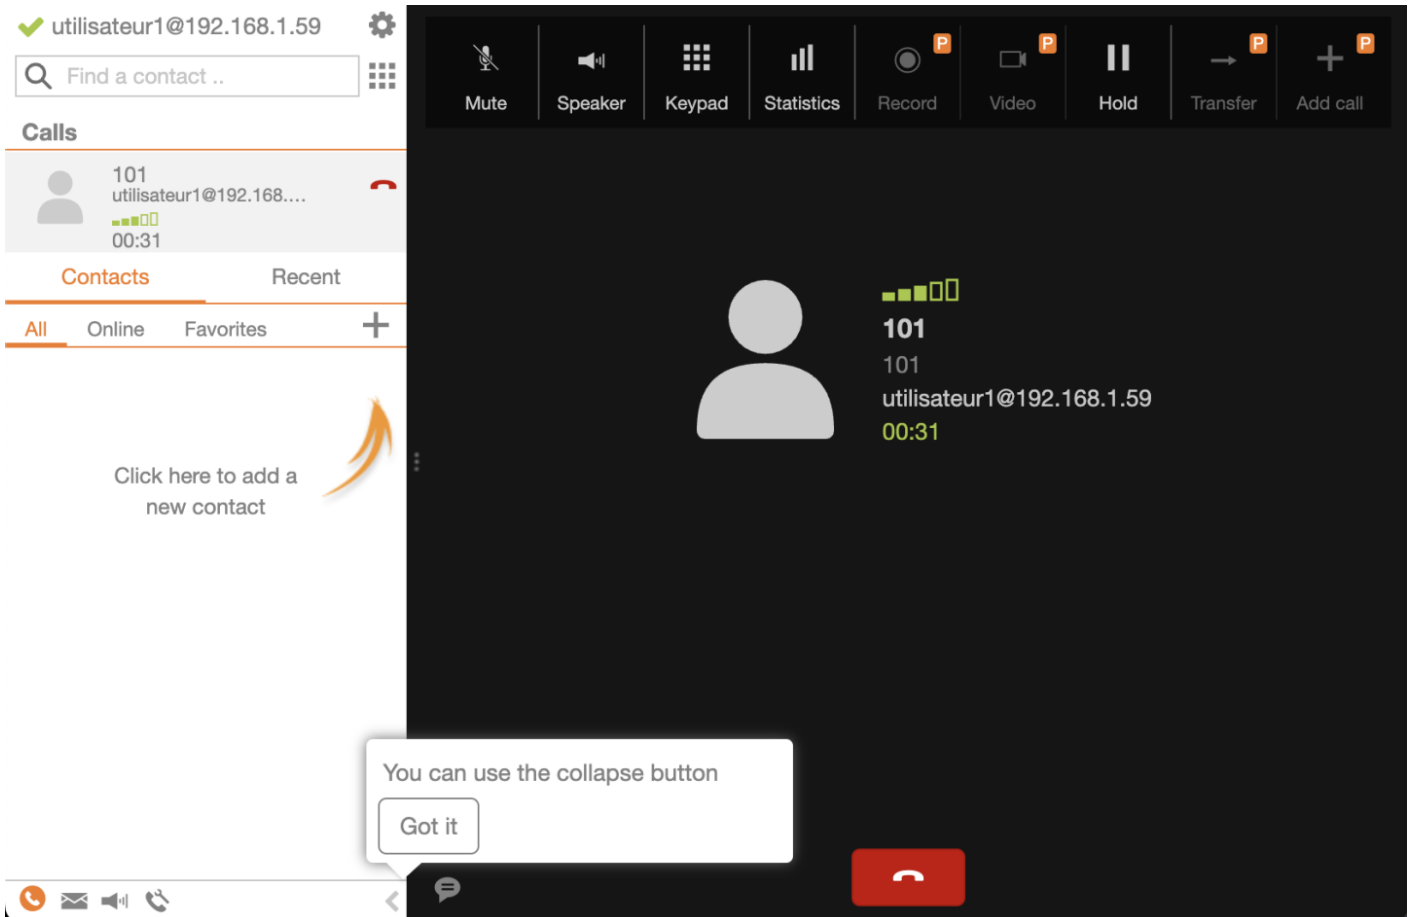 utilisateur1@192.168.1.59
Find a contact ..
Calls
101
utilisateur1@192.168....
00:31
Contacts Recent
All Online Favorites
Click here to add a
new contact
P P P P
Mute Speaker Keypad Statistics Record Video Hold Transfer Add call
101
101
utilisateur1@192.168.1.59
00:31
You can use the collapse button
Got it